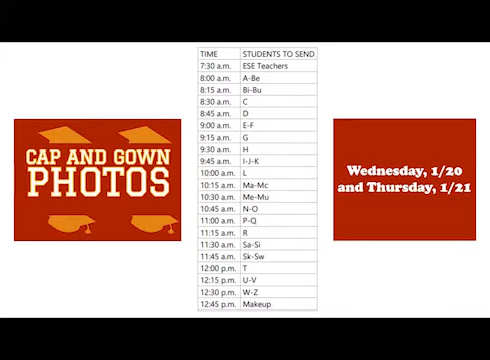 CAP AND GOWN
PHOTOS
TIME STUDENTS TO SEND
7:30 a.m. ESE Teachers
8:00 a.m. A-Be
8:15 a.m. Bi-Bu
8:30 a.m. C
8:45 a.m. D
9:00 a.m. E-F
9:15 a.m. G
9:30 a.m. H
9:45 a.m. I-J-K
10:00 a.m. L
10:15 a.m. Ma-Mc
10:30 a.m. Me-Mu
10:45 a.m. N-O
11:00 a.m. P-Q
11:15 a.m. R
11:30 a.m. Sa-Si
11:45 a.m. Sk-Sw
12:00 p.m. T
12:15 p.m. U-V
12:30 p.m. W-Z
12:45 p.m. Makeup
Wednesday, 1/20
and Thursday, 1/21